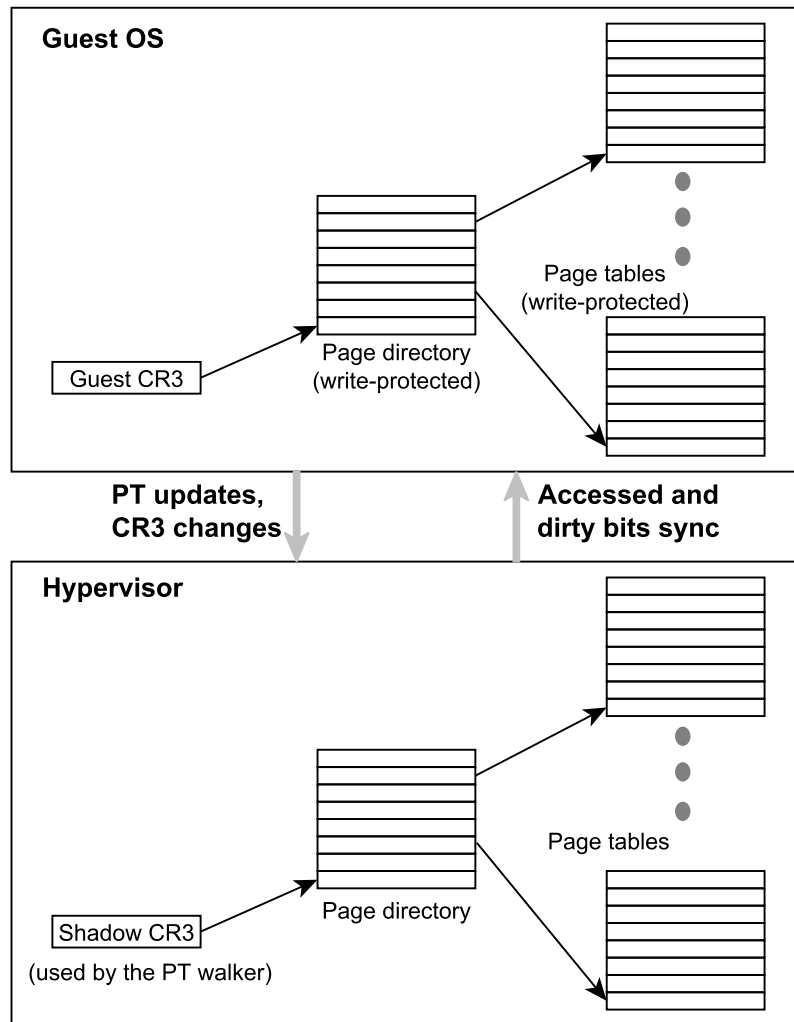 Guest OS
Page tables
(write-protected)
Page directory
(write-protected)
Guest CR3
PT updates,
CR3 changes
Accessed and
dirty bits sync
Hypervisor
Page tables
Page directory
Shadow CR3
(used by the PT walker)